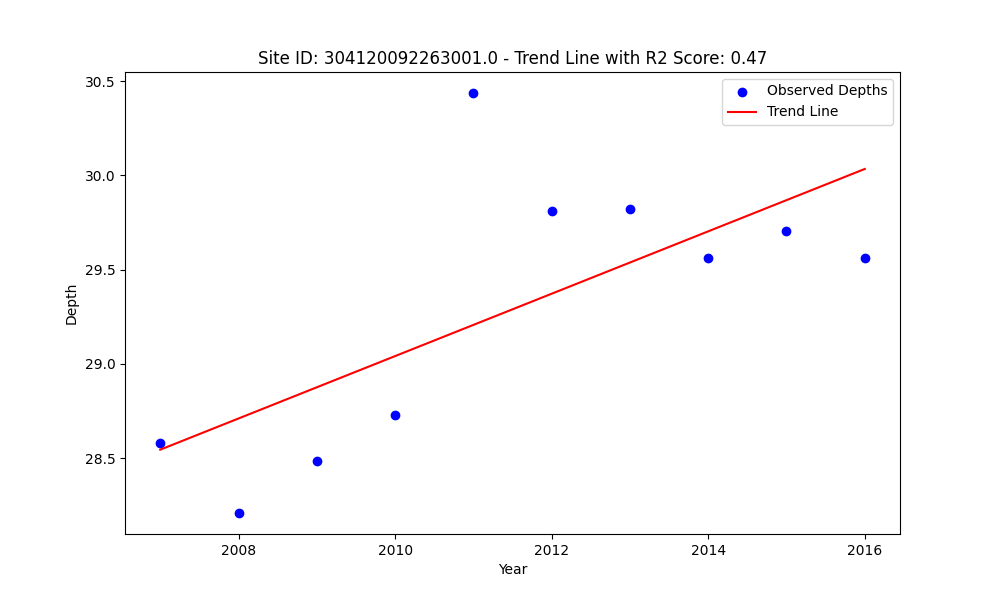 Site ID: 304120092263001.0 - Trend Line with R2 Score: 0.47
Observed Depths
Trend Line
30.5
30.0
29.5
29.0
28.5
Depth
2008
2010
2012
2014
2016
Year